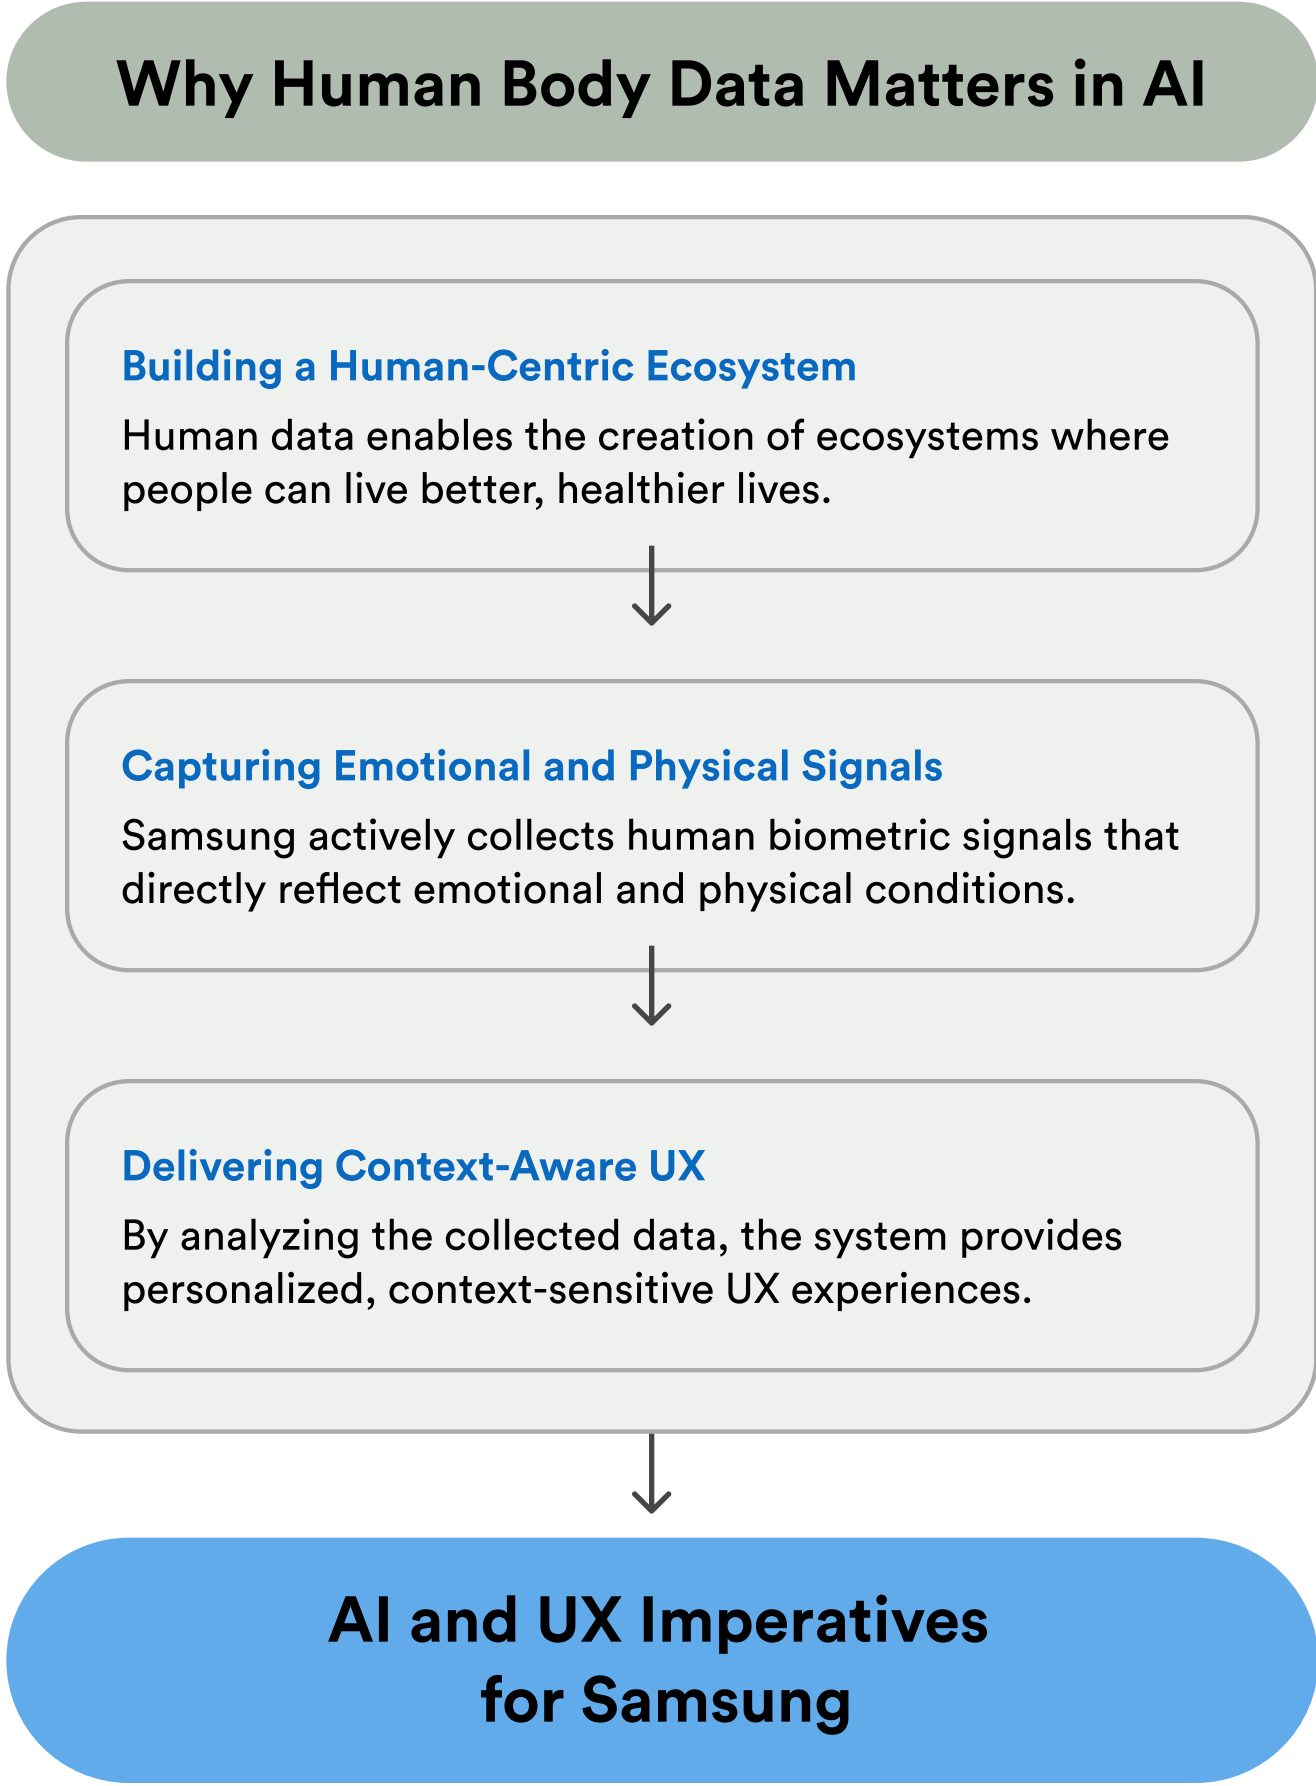 Why Human Body Data Matters in AI
Building a Human-Centric Ecosystem
Human data enables the creation of ecosystems where
people can live better, healthier lives.
Capturing Emotional and Physical Signals
Samsung actively collects human biometric signals that
directly reflect emotional and physical conditions.
Delivering Context-Aware UX
By analyzing the collected data, the system provides
personalized, context-sensitive UX experiences.
AI and UX Imperatives
for Samsung